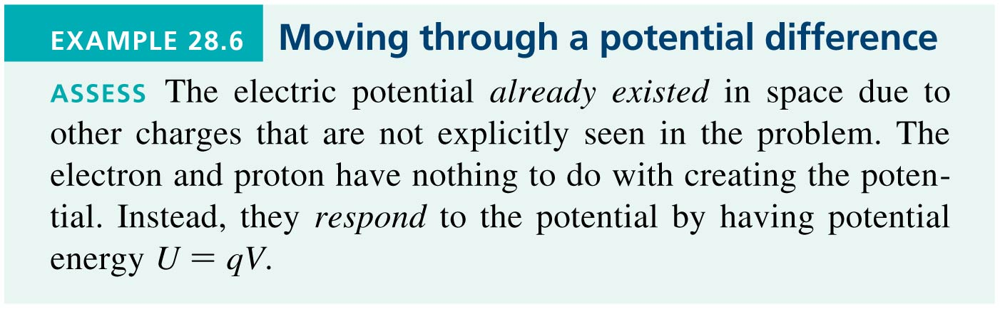 EXAMPLE 28.6 Moving through a potential difference
ASSESS The electric potential already existed in space due to
other charges that are not explicitly seen in the problem. The
electron and proton have nothing to do with creating the poten-
tial. Instead, they respond to the potential by having potential
energy U = qV.